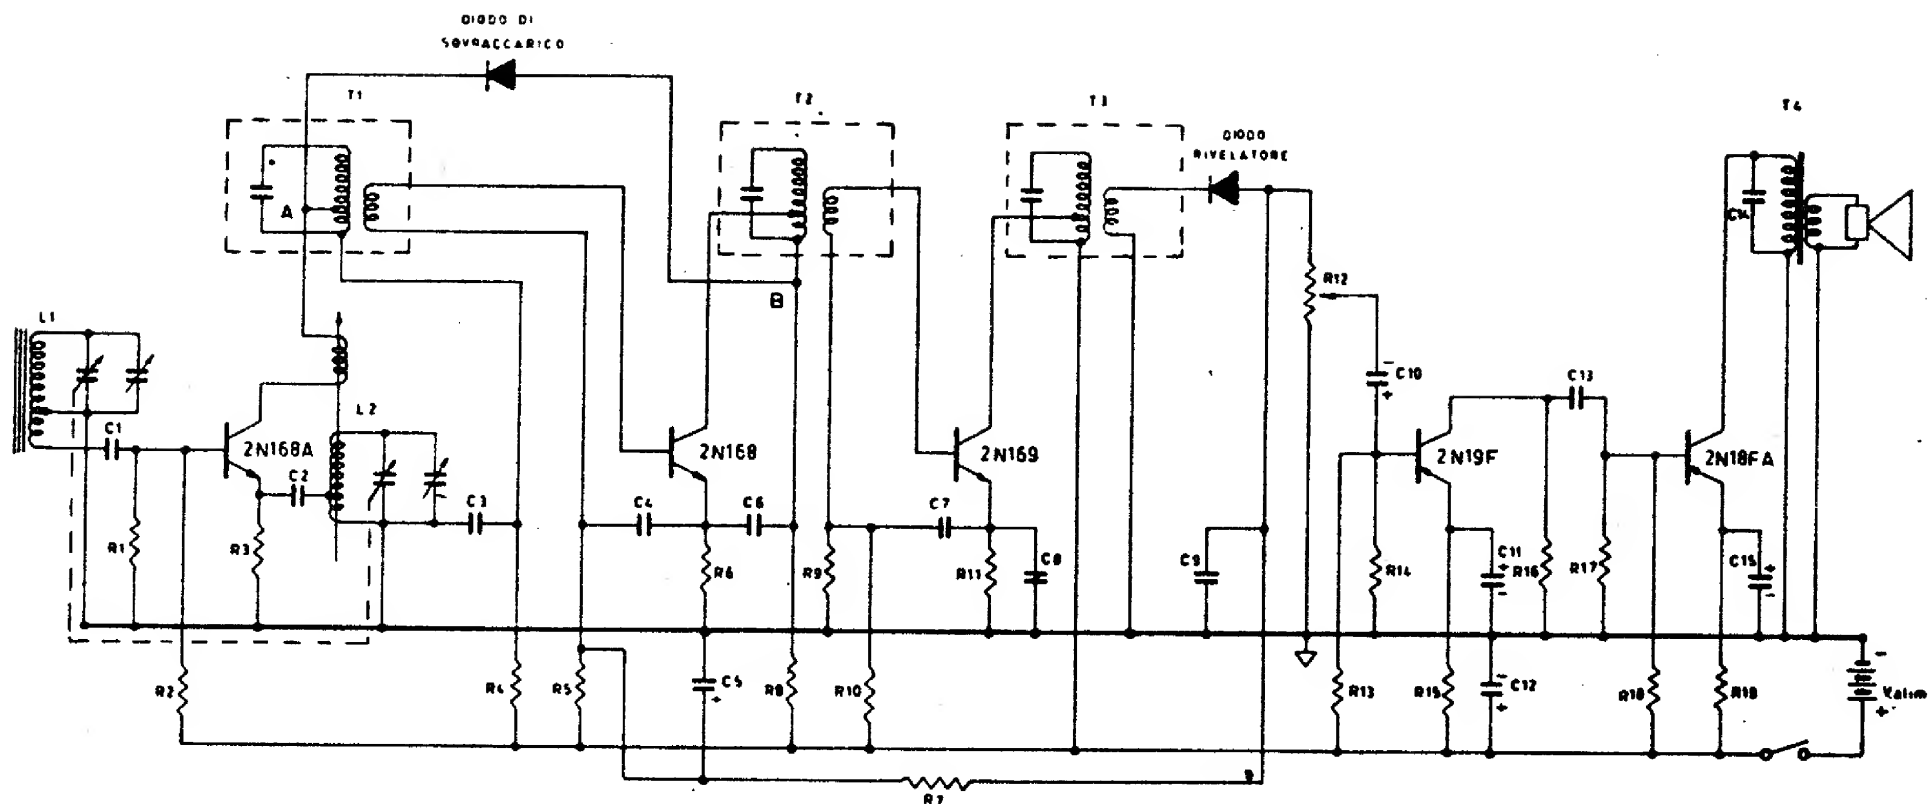 DIODO DI
SOVRACCARICO
T1
T2
T3
T4
DIODO
RIVELATORE
A
B
C14
R12
L1
L2
C10
C13
C1
2N168A
C2
2N168
2N169
2N19F
2N18FA
C3
C4
C6
C7
R1
R3
R6
R9
R11
C8
C9
R14
C11
+
-
R16
R17
C15
+
-
R2
R4
R5
C5
+
R8
R10
R13
R15
C12
-
+
R18
R18
Valim
-
+
R7
-
+